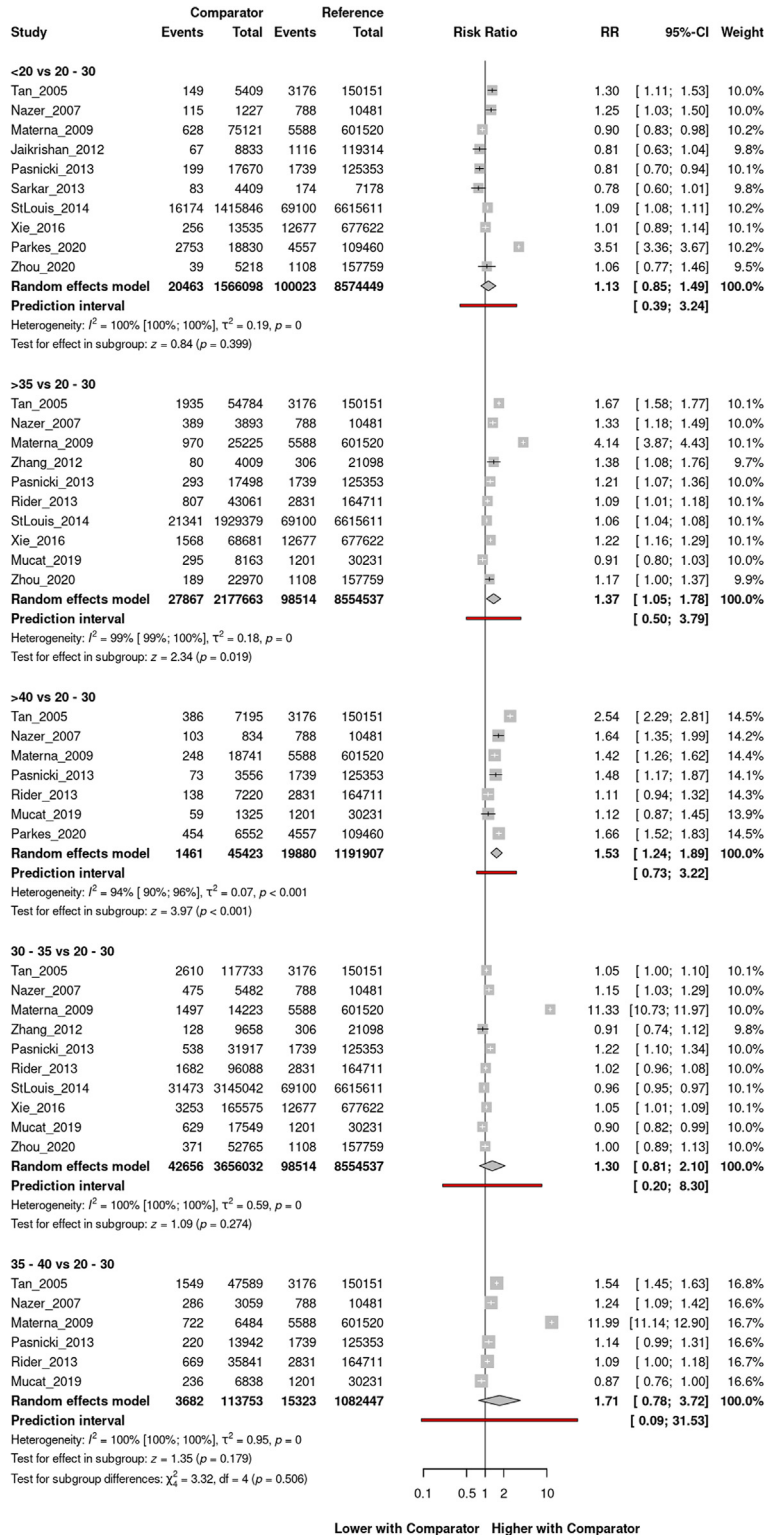 Comparator Reference
Study Events Total Events Total Risk Ratio RR 95%-CI Weight
<20 vs 20 - 30
Tan_2005 149 5409 3176 150151 1.30 [ 1.11; 1.53] 10.0%
Nazer_2007 115 1227 788 10481 1.25 [ 1.03; 1.50] 10.0%
Materna_2009 628 75121 5588 601520 0.90 [ 0.83; 0.98] 10.2%
Jaikrishan_2012 67 8833 1116 119314 0.81 [ 0.63; 1.04] 9.8%
Pasnicki_2013 199 17670 1739 125353 0.81 [ 0.70; 0.94] 10.1%
Sarkar_2013 83 4409 174 7178 0.78 [ 0.60; 1.01] 9.8%
StLouis_2014 16174 1415846 69100 6615611 1.09 [ 1.08; 1.11] 10.2%
Xie_2016 256 13535 12677 677622 1.01 [ 0.89; 1.14] 10.1%
Parkes_2020 2753 18830 4557 109460 3.51 [ 3.36; 3.67] 10.2%
Zhou_2020 39 5218 1108 157759 1.06 [ 0.77; 1.46] 9.5%
Random effects model 20463 1566098 100023 8574449 1.13 [ 0.85; 1.49] 100.0%
Prediction interval [ 0.39; 3.24]
Heterogeneity: I² = 100% [100%; 100%], τ² = 0.19, p = 0
Test for effect in subgroup: z = 0.84 (p = 0.399)
>35 vs 20 - 30
Tan_2005 1935 54784 3176 150151 1.67 [ 1.58; 1.77] 10.1%
Nazer_2007 389 3893 788 10481 1.33 [ 1.18; 1.49] 10.0%
Materna_2009 970 25225 5588 601520 4.14 [ 3.87; 4.43] 10.1%
Zhang_2012 80 4009 306 21098 1.38 [ 1.08; 1.76] 9.7%
Pasnicki_2013 293 17498 1739 125353 1.21 [ 1.07; 1.36] 10.0%
Rider_2013 807 43061 2831 164711 1.09 [ 1.01; 1.18] 10.1%
StLouis_2014 21341 1929379 69100 6615611 1.06 [ 1.04; 1.08] 10.1%
Xie_2016 1568 68681 12677 677622 1.22 [ 1.16; 1.29] 10.1%
Mucat_2019 295 8163 1201 30231 0.91 [ 0.80; 1.03] 10.0%
Zhou_2020 189 22970 1108 157759 1.17 [ 1.00; 1.37] 9.9%
Random effects model 27867 2177663 98514 8554537 1.37 [ 1.05; 1.78] 100.0%
Prediction interval [ 0.50; 3.79]
Heterogeneity: I² = 99% [ 99%; 100%], τ² = 0.18, p = 0
Test for effect in subgroup: z = 2.34 (p = 0.019)
>40 vs 20 - 30
Tan_2005 386 7195 3176 150151 2.54 [ 2.29; 2.81] 14.5%
Nazer_2007 103 834 788 10481 1.64 [ 1.35; 1.99] 14.2%
Materna_2009 248 18741 5588 601520 1.42 [ 1.26; 1.62] 14.4%
Pasnicki_2013 73 3556 1739 125353 1.48 [ 1.17; 1.87] 14.1%
Rider_2013 138 7220 2831 164711 1.11 [ 0.94; 1.32] 14.3%
Mucat_2019 59 1325 1201 30231 1.12 [ 0.87; 1.45] 13.9%
Parkes_2020 454 6552 4557 109460 1.66 [ 1.52; 1.83] 14.5%
Random effects model 1461 45423 19880 1191907 1.53 [ 1.24; 1.89] 100.0%
Prediction interval [ 0.73; 3.22]
Heterogeneity: I² = 94% [ 90%; 96%], τ² = 0.07, p < 0.001
Test for effect in subgroup: z = 3.97 (p < 0.001)
30 - 35 vs 20 - 30
Tan_2005 2610 117733 3176 150151 1.05 [ 1.00; 1.10] 10.1%
Nazer_2007 475 5482 788 10481 1.15 [ 1.03; 1.29] 10.0%
Materna_2009 1497 14223 5588 601520 11.33 [10.73; 11.97] 10.0%
Zhang_2012 128 9658 306 21098 0.91 [ 0.74; 1.12] 9.8%
Pasnicki_2013 538 31917 1739 125353 1.22 [ 1.10; 1.34] 10.0%
Rider_2013 1682 96088 2831 164711 1.02 [ 0.96; 1.08] 10.0%
StLouis_2014 31473 3145042 69100 6615611 0.96 [ 0.95; 0.97] 10.1%
Xie_2016 3253 165575 12677 677622 1.05 [ 1.01; 1.09] 10.1%
Mucat_2019 629 17549 1201 30231 0.90 [ 0.82; 0.99] 10.0%
Zhou_2020 371 52765 1108 157759 1.00 [ 0.89; 1.13] 10.0%
Random effects model 42656 3656032 98514 8554537 1.30 [ 0.81; 2.10] 100.0%
Prediction interval [ 0.20; 8.30]
Heterogeneity: I² = 100% [100%; 100%], τ² = 0.59, p = 0
Test for effect in subgroup: z = 1.09 (p = 0.274)
35 - 40 vs 20 - 30
Tan_2005 1549 47589 3176 150151 1.54 [ 1.45; 1.63] 16.8%
Nazer_2007 286 3059 788 10481 1.24 [ 1.09; 1.42] 16.6%
Materna_2009 722 6484 5588 601520 11.99 [11.14; 12.90] 16.7%
Pasnicki_2013 220 13942 1739 125353 1.14 [ 0.99; 1.31] 16.6%
Rider_2013 669 35841 2831 164711 1.09 [ 1.00; 1.18] 16.7%
Mucat_2019 236 6838 1201 30231 0.87 [ 0.76; 1.00] 16.6%
Random effects model 3682 113753 15323 1082447 1.71 [ 0.78; 3.72] 100.0%
Prediction interval [ 0.09; 31.53]
Heterogeneity: I² = 100% [100%; 100%], τ² = 0.95, p = 0
Test for effect in subgroup: z = 1.35 (p = 0.179)
Test for subgroup differences: χ²₄ = 3.32, df = 4 (p = 0.506)
0.1 0.5 1 2 10
Lower with Comparator Higher with Comparator